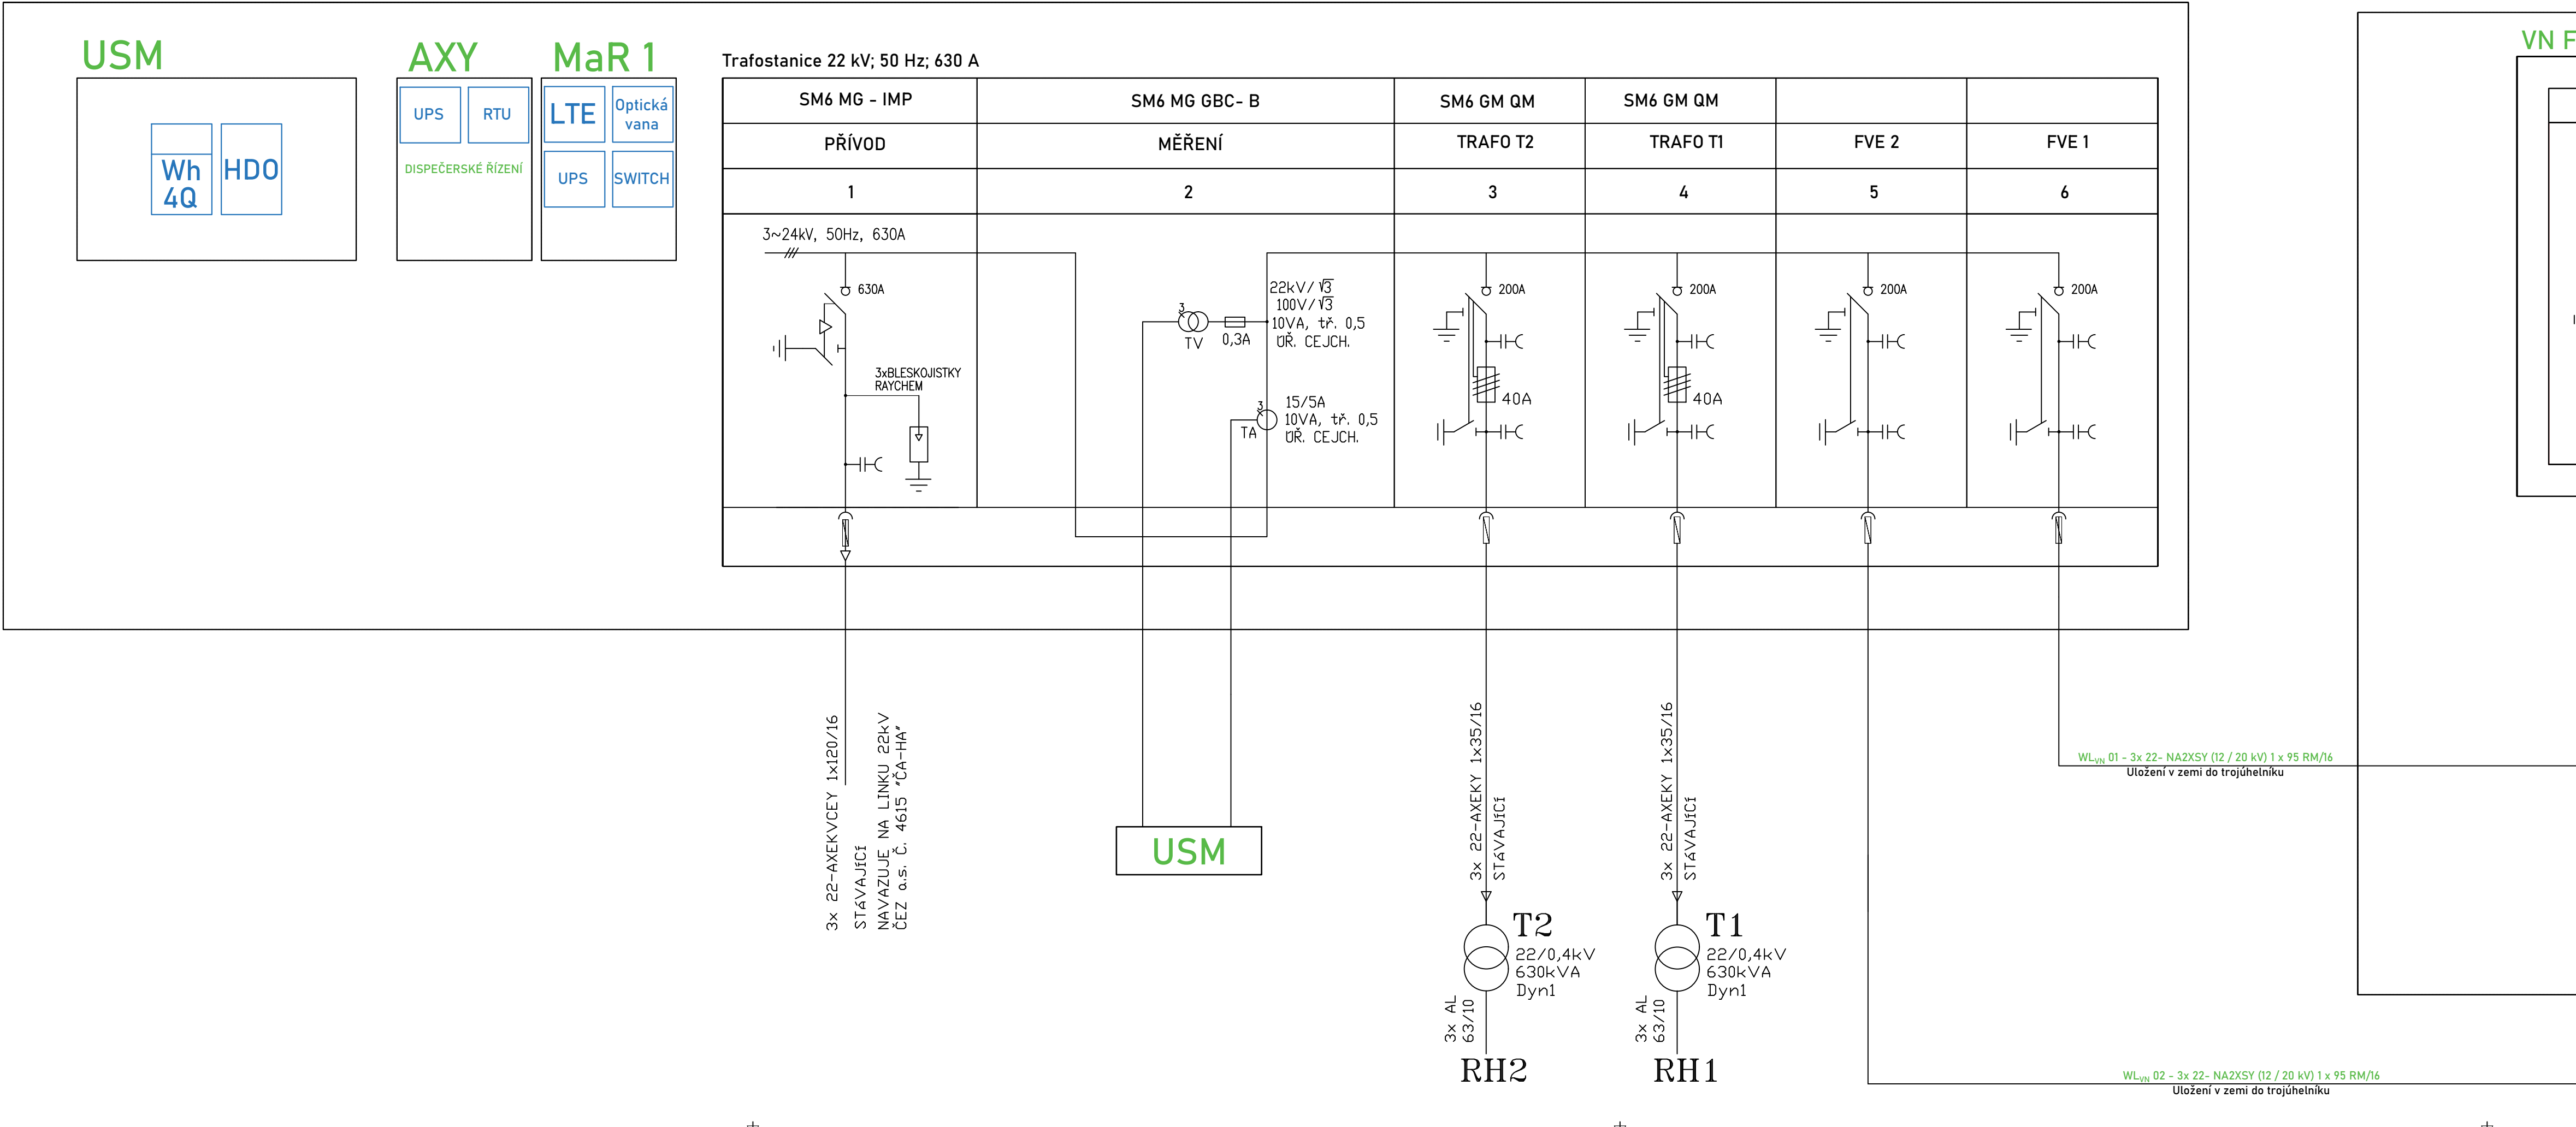 USM
Wh
4Q
HDO
AXY
UPS
RTU
DISPEČERSKÉ ŘÍZENÍ
MaR 1
LTE
Optická
vana
UPS
SWITCH
Trafostanice 22 kV; 50 Hz; 630 A
SM6 MG - IMP
SM6 MG GBC- B
SM6 GM QM
SM6 GM QM
PŘÍVOD
MĚŘENÍ
TRAFO T2
TRAFO T1
FVE 2
FVE 1
1
2
3
4
5
6
3~24kV, 50Hz, 630A
630A
3xBLESKOJISTKY
RAYCHEM
3
TV
0,3A
22kV/√3
100V/√3
10VA, tř. 0,5
ÚŘ. CEJCH.
3
TA
15/5A
10VA, tř. 0,5
ÚŘ. CEJCH.
200A
40A
200A
40A
200A
200A
3x 22-AXEKVCEY 1x120/16
STÁVAJÍCÍ
NAVAZUJE NA LINKU 22kV
ČEZ a.s. Č. 4615 "ČA-HA"
USM
3x 22-AXEKY 1x35/16
STÁVAJÍCÍ
T2
22/0,4kV
630kVA
Dyn1
3x AL
63/10
RH2
3x 22-AXEKY 1x35/16
STÁVAJÍCÍ
T1
22/0,4kV
630kVA
Dyn1
3x AL
63/10
RH1
WLVN 01 - 3x 22- NA2XSY (12 / 20 kV) 1 x 95 RM/16
Uložení v zemi do trojúhelníku
WLVN 02 - 3x 22- NA2XSY (12 / 20 kV) 1 x 95 RM/16
Uložení v zemi do trojúhelníku
VN F